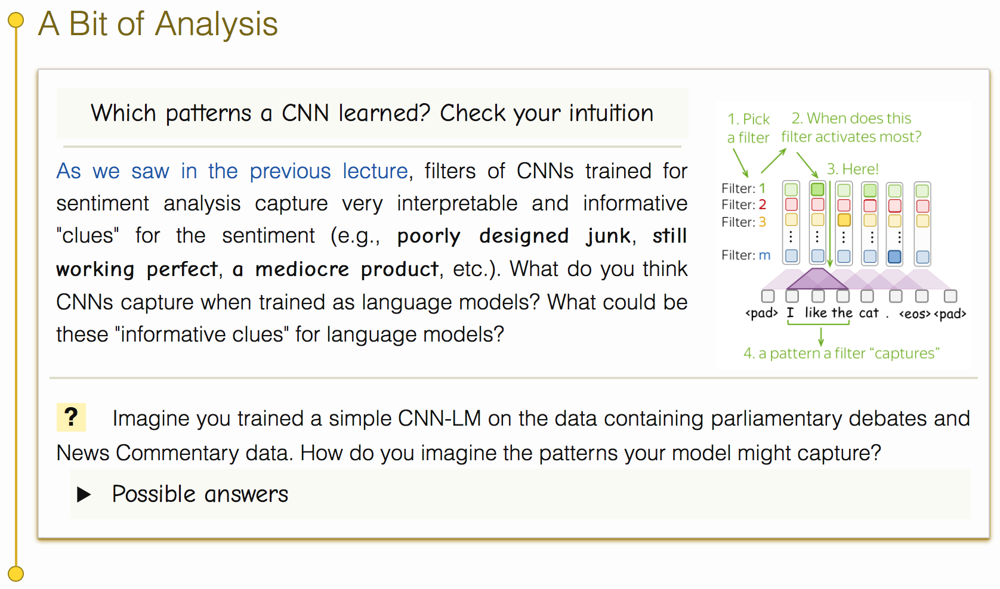 A Bit of Analysis
Which patterns a CNN learned? Check your intuition
As we saw in the previous lecture, filters of CNNs trained for
sentiment analysis capture very interpretable and informative
"clues" for the sentiment (e.g., poorly designed junk, still
working perfect, a mediocre product, etc.). What do you think
CNNs capture when trained as language models? What could be
these "informative clues" for language models?
1. Pick
a filter
2. When does this
filter activates most?
3. Here!
Filter: 1
Filter: 2
Filter: 3
Filter: m
<pad> I like the cat . <eos> <pad>
4. a pattern a filter “captures”
? Imagine you trained a simple CNN-LM on the data containing parliamentary debates and
News Commentary data. How do you imagine the patterns your model might capture?
▶ Possible answers